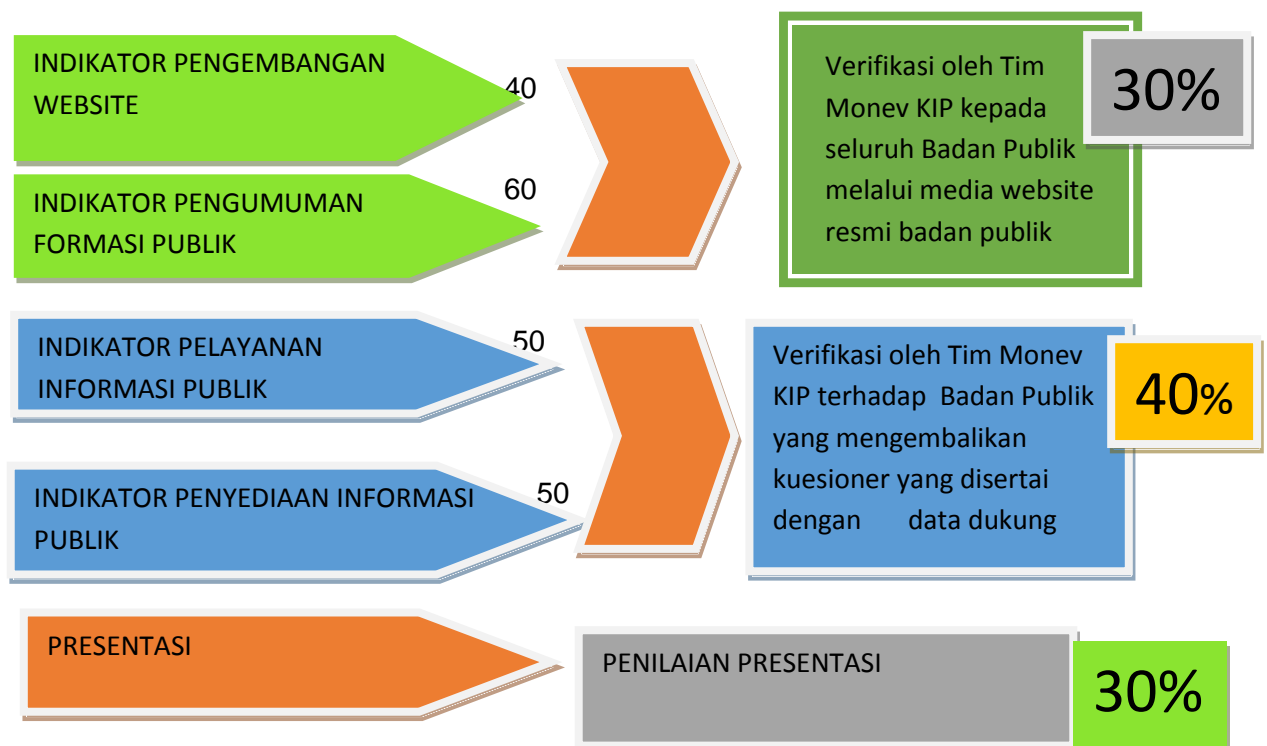 INDIKATOR PENGEMBANGAN
WEBSITE
40
INDIKATOR PENGUMUMAN
FORMASI PUBLIK
60
Verifikasi oleh Tim
Monev KIP kepada
seluruh Badan Publik
melalui media website
resmi badan publik
30%
INDIKATOR PELAYANAN
INFORMASI PUBLIK
50
INDIKATOR PENYEDIAAN INFORMASI
PUBLIK
50
Verifikasi oleh Tim Monev
KIP terhadap Badan Publik
yang mengembalikan
kuesioner yang disertai
dengan data dukung
40%
PRESENTASI
PENILAIAN PRESENTASI
30%